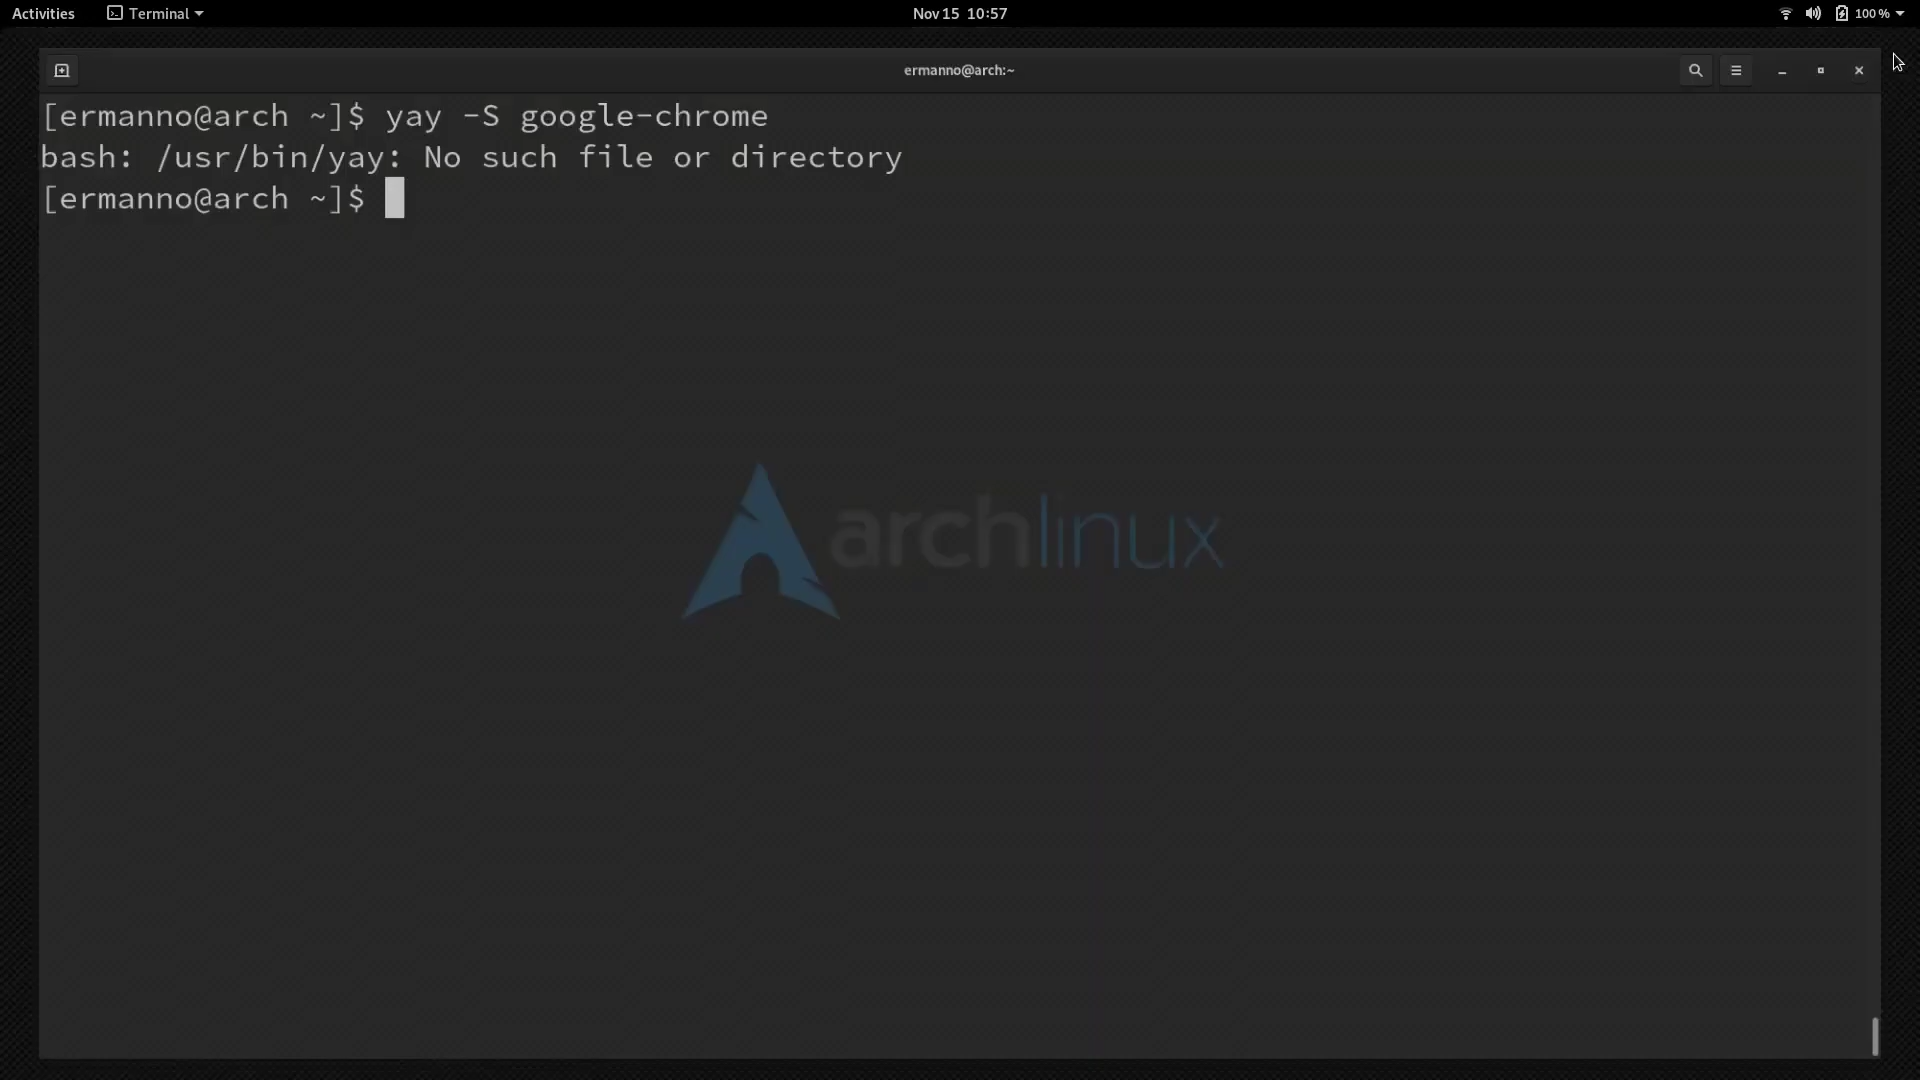 Activities Terminal Nov 15 10:57 100 %
ermanno@arch:~
[ermanno@arch ~]$ yay -S google-chrome
bash: /usr/bin/yay: No such file or directory
[ermanno@arch ~]$
archlinux